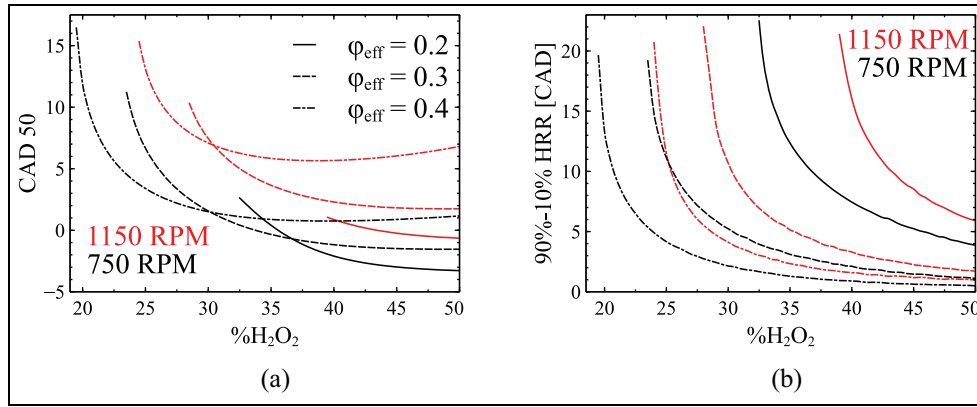 15
10
5
0
−5
CAD 50
φeff = 0.2
φeff = 0.3
φeff = 0.4
1150 RPM
750 RPM
20 25 30 35 40 45 50
%H₂O₂
(a)
20
15
10
5
0
90%-10% HRR [CAD]
1150 RPM
750 RPM
20 25 30 35 40 45 50
%H₂O₂
(b)